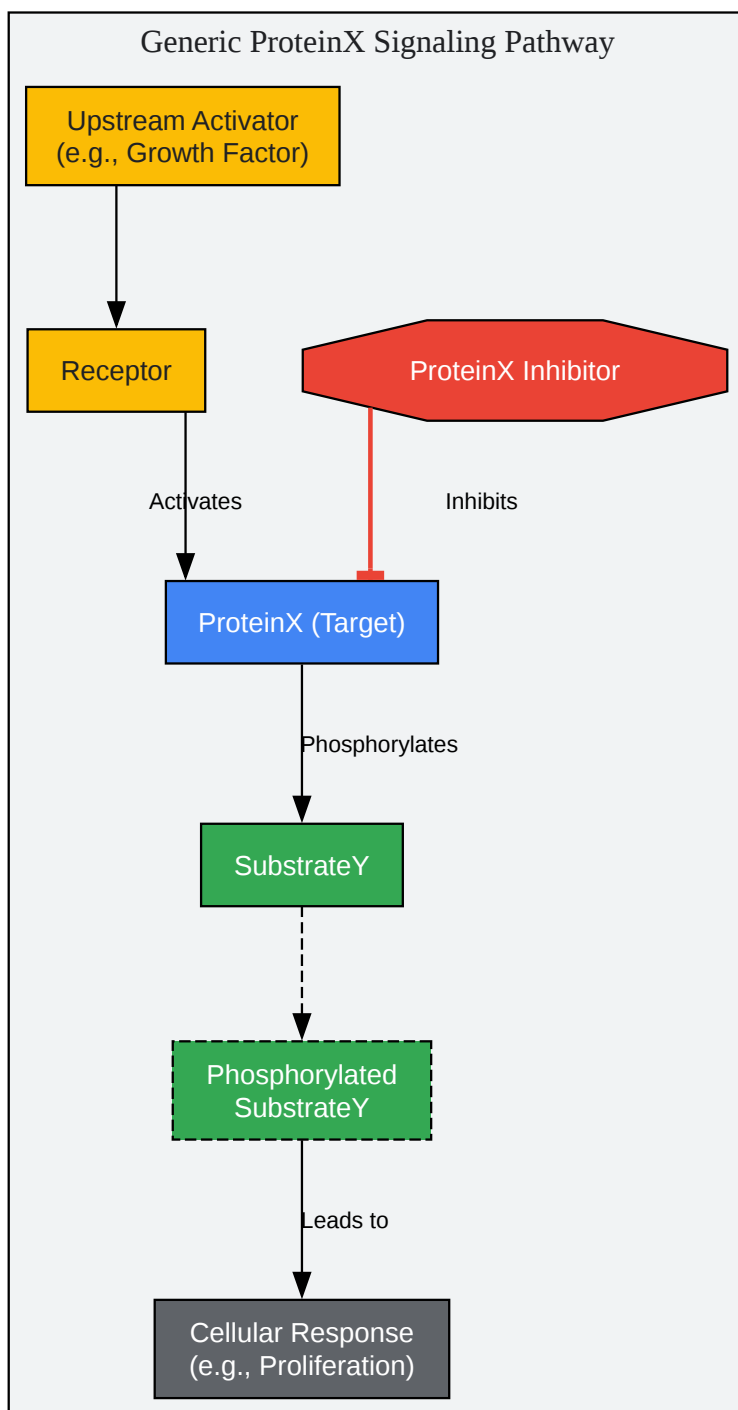 Generic ProteinX Signaling Pathway
Upstream Activator
(e.g., Growth Factor)
Receptor
ProteinX Inhibitor
Activates
Inhibits
ProteinX (Target)
Phosphorylates
SubstrateY
Phosphorylated
SubstrateY
Leads to
Cellular Response
(e.g., Proliferation)